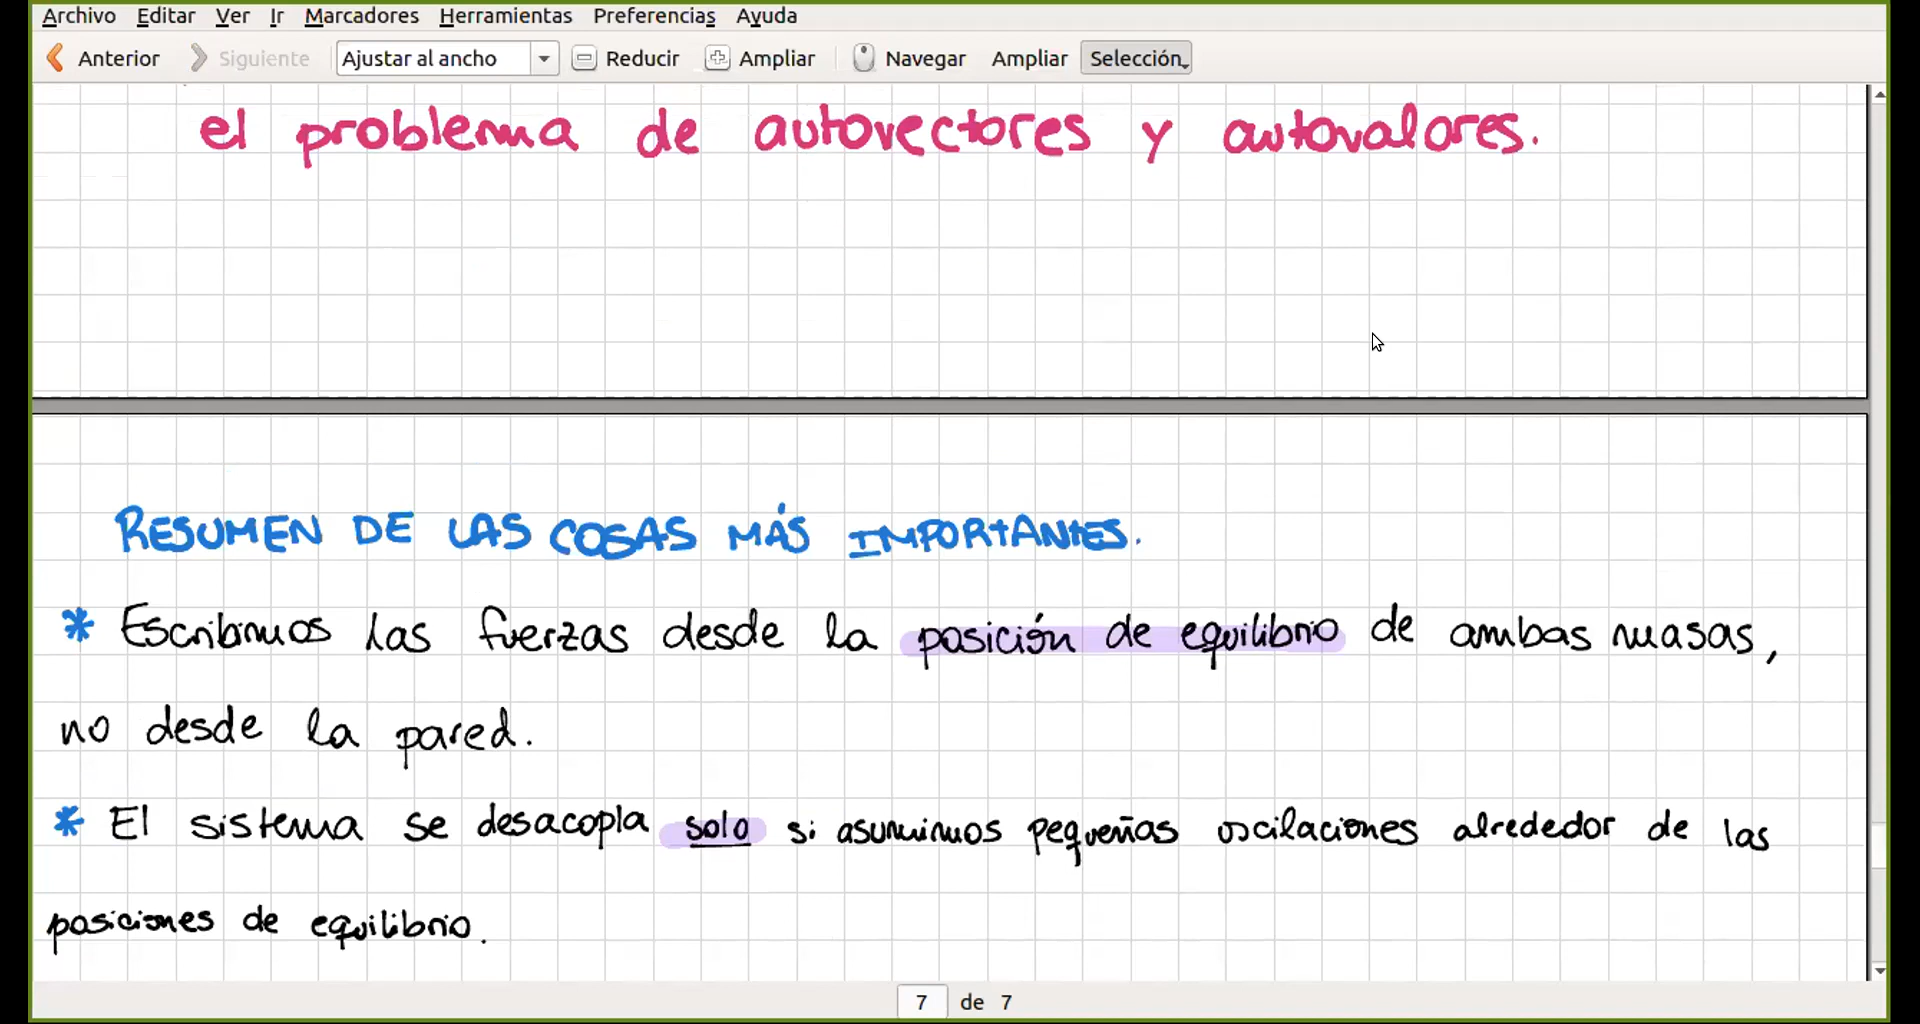 Archivo Editar Ver Ir Marcadores Herramientas Preferencias Ayuda
Anterior Siguiente Ajustar al ancho Reducir Ampliar Navegar Ampliar Selección
el problema de autovectores y autovalores.
RESUMEN DE LAS COSAS MÁS IMPORTANTES.
* Escribimos las fuerzas desde la posición de equilibrio de ambas masas,
no desde la pared.
* El sistema se desacopla solo si asumimos pequeñas oscilaciones alrededor de las
posiciones de equilibrio.
7 de 7